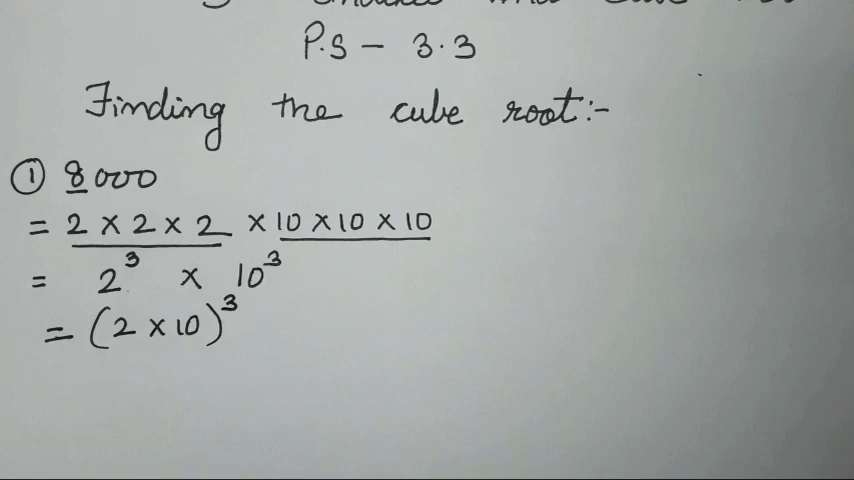 P.S - 3.3
Finding the cube root:-
① 8000
= 2 × 2 × 2 × 10 × 10 × 10
= 2³ × 10³
= (2 × 10)³